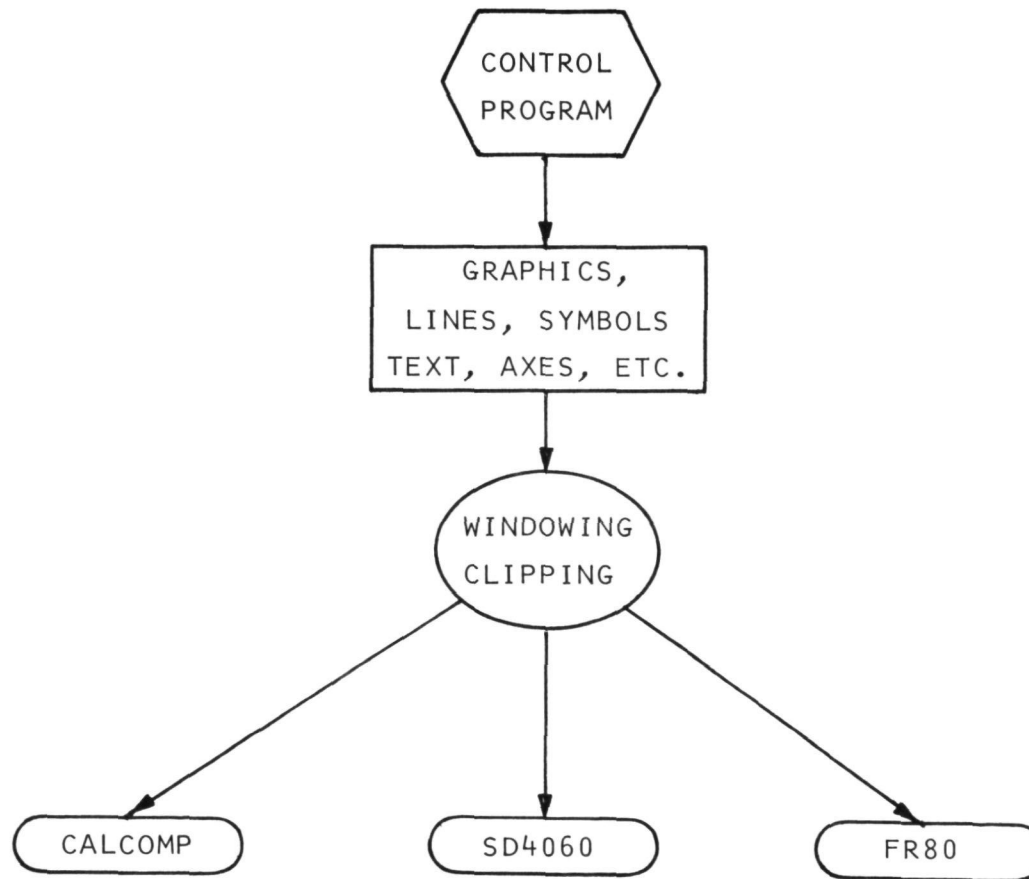 CONTROL
PROGRAM
GRAPHICS,
LINES, SYMBOLS
TEXT, AXES, ETC.
WINDOWING
CLIPPING
CALCOMP
SD4060
FR80